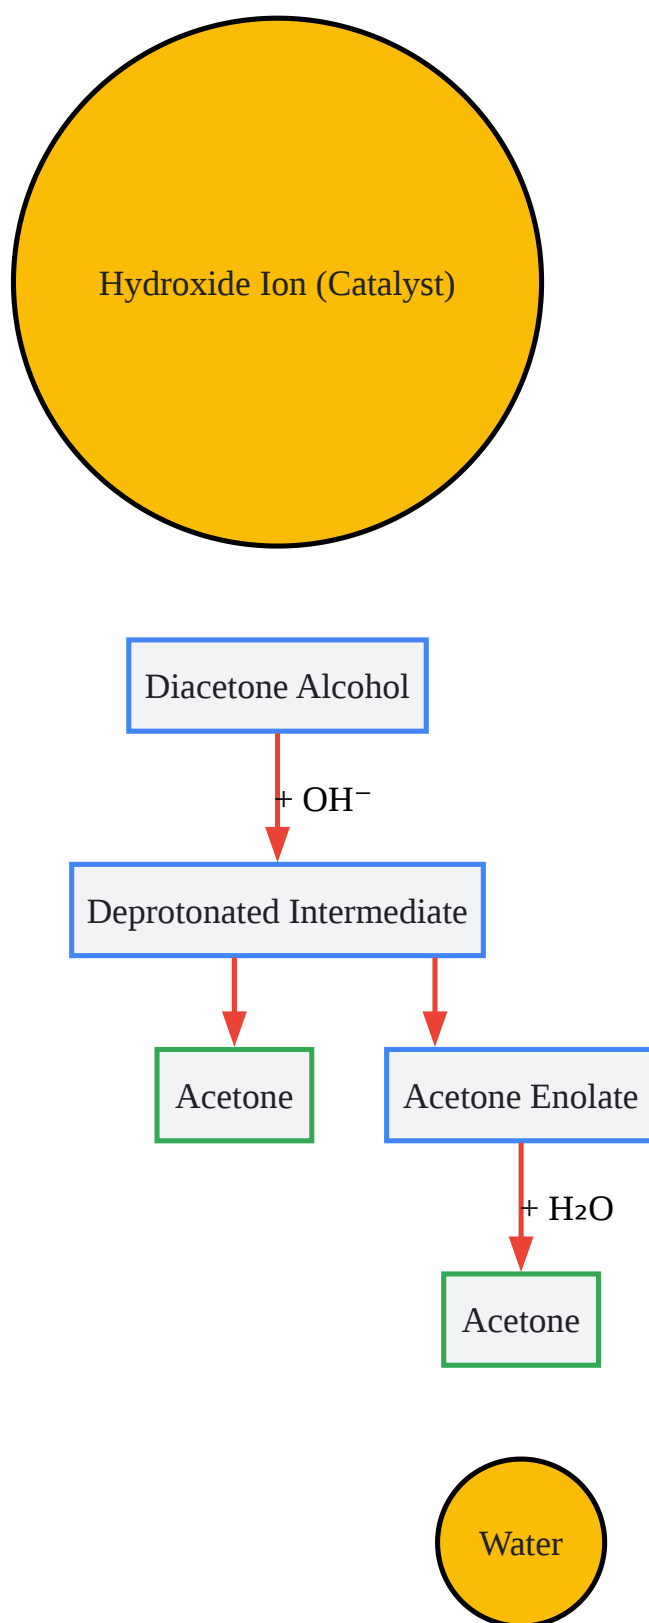 Hydroxide Ion (Catalyst)
Diacetone Alcohol
+ OH⁻
Deprotonated Intermediate
Acetone
Acetone Enolate
+ H₂O
Acetone
Water